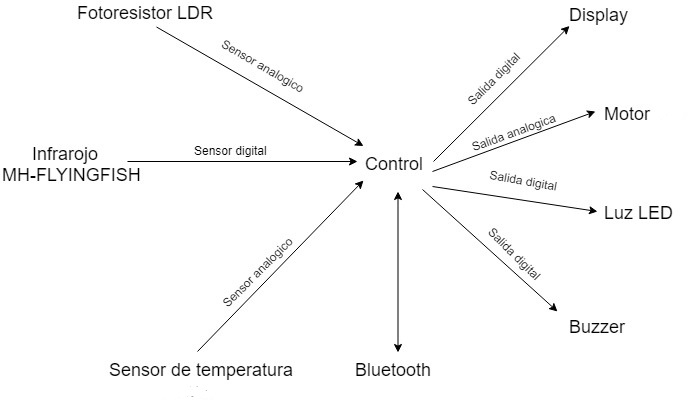 Fotoresistor LDR
Display
Sensor analogico
Salida digital
Motor
Salida analogica
Infrarojo
MH-FLYINGFISH
Sensor digital
Control
Salida digital
Luz LED
Sensor analogico
Salida digital
Buzzer
Sensor de temperatura
Bluetooth